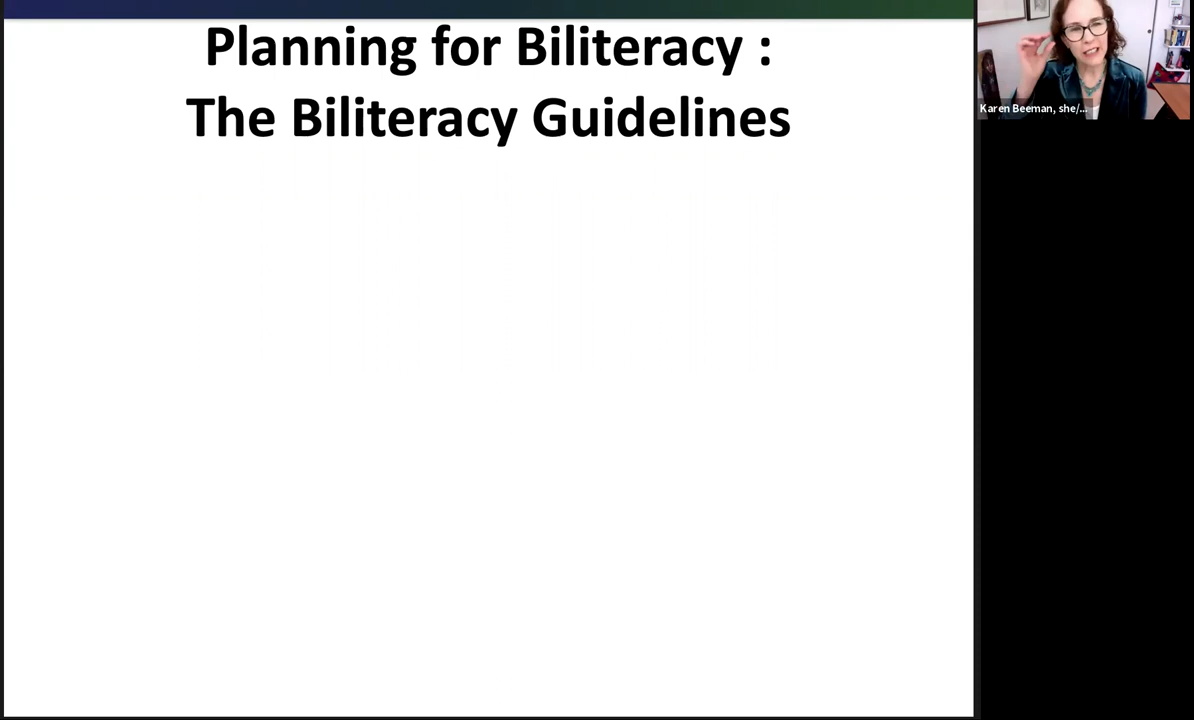 Planning for Biliteracy :
The Biliteracy Guidelines
Karen Beeman, she/...